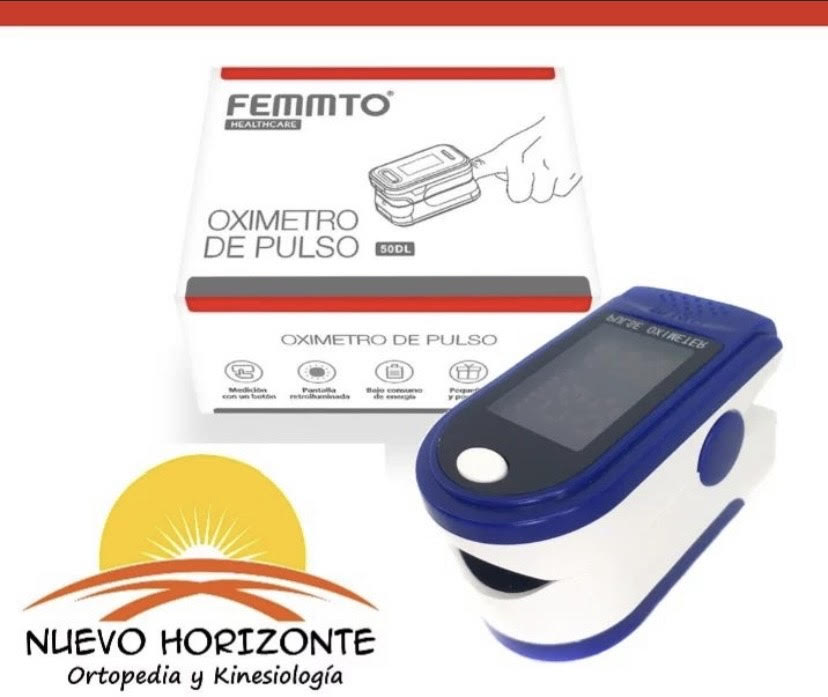 FEMMTO®
HEALTHCARE
OXIMETRO
DE PULSO 50DL
OXIMETRO DE PULSO
Medición
con un botón
Pantalla
retroiluminada
Bajo consumo
de energía
PULSE OXIMETER
NUEVO HORIZONTE
Ortopedia y Kinesiología